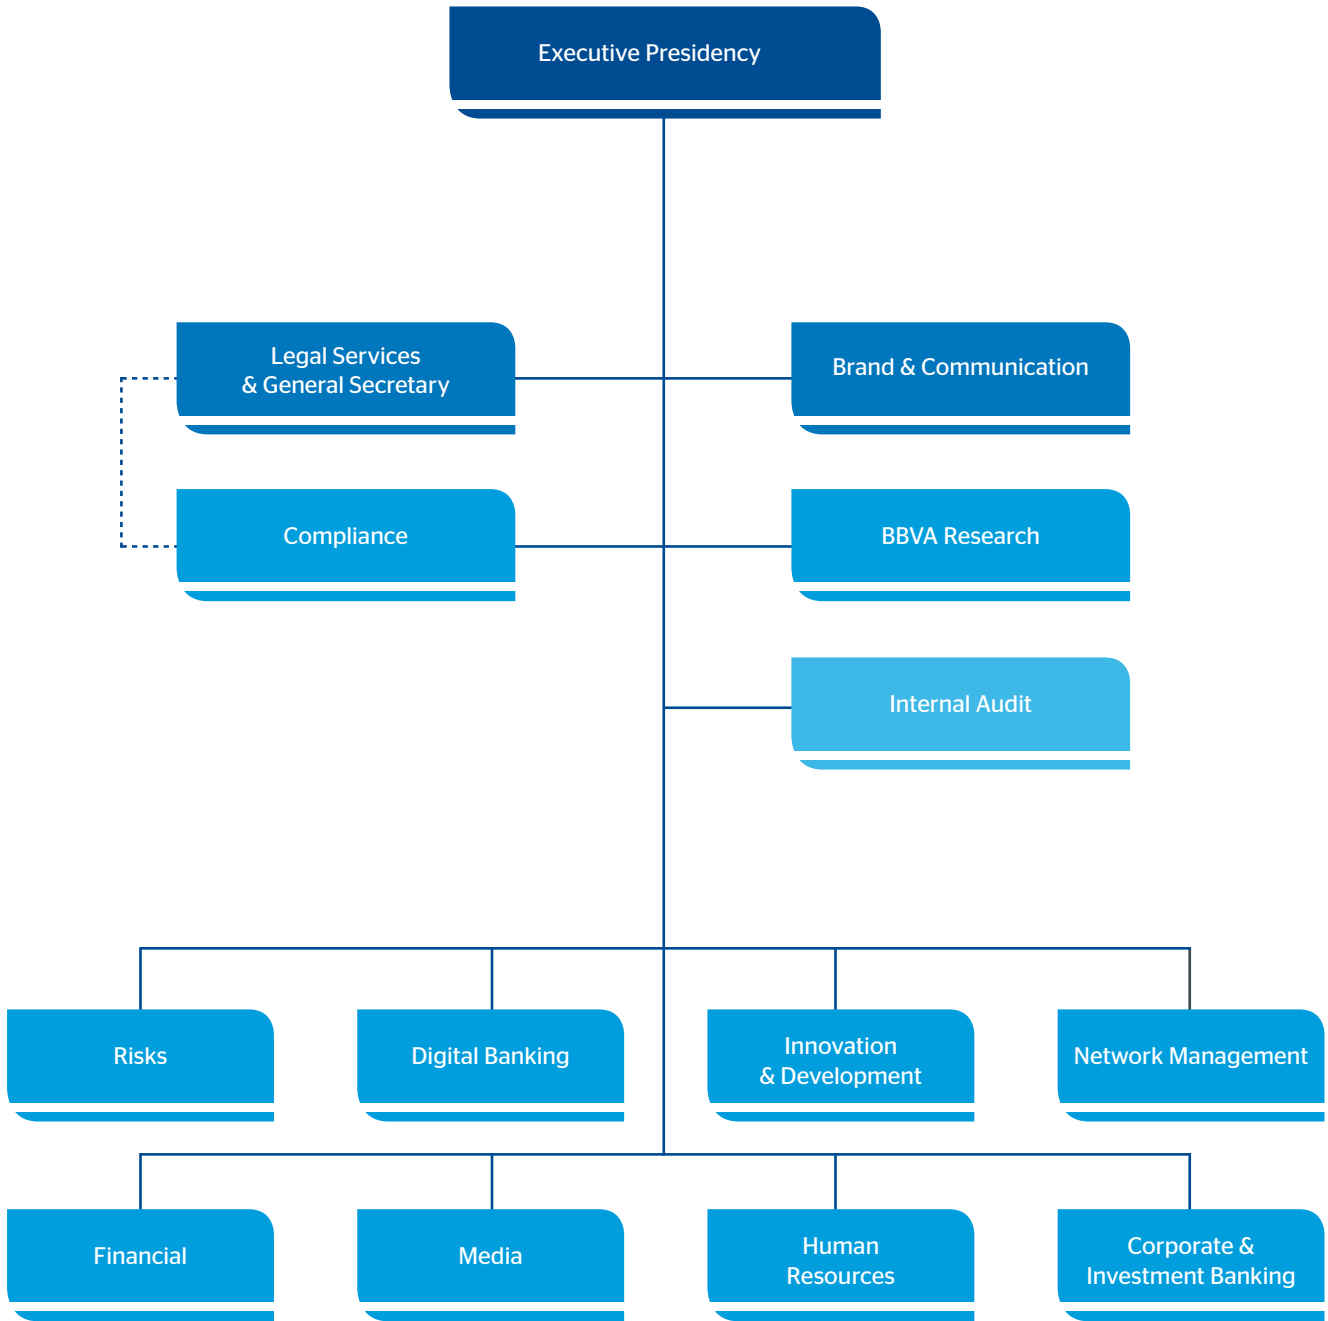 Executive Presidency
Legal Services
& General Secretary
Brand & Communication
Compliance
BBVA Research
Internal Audit
Risks
Digital Banking
Innovation
& Development
Network Management
Financial
Media
Human
Resources
Corporate &
Investment Banking